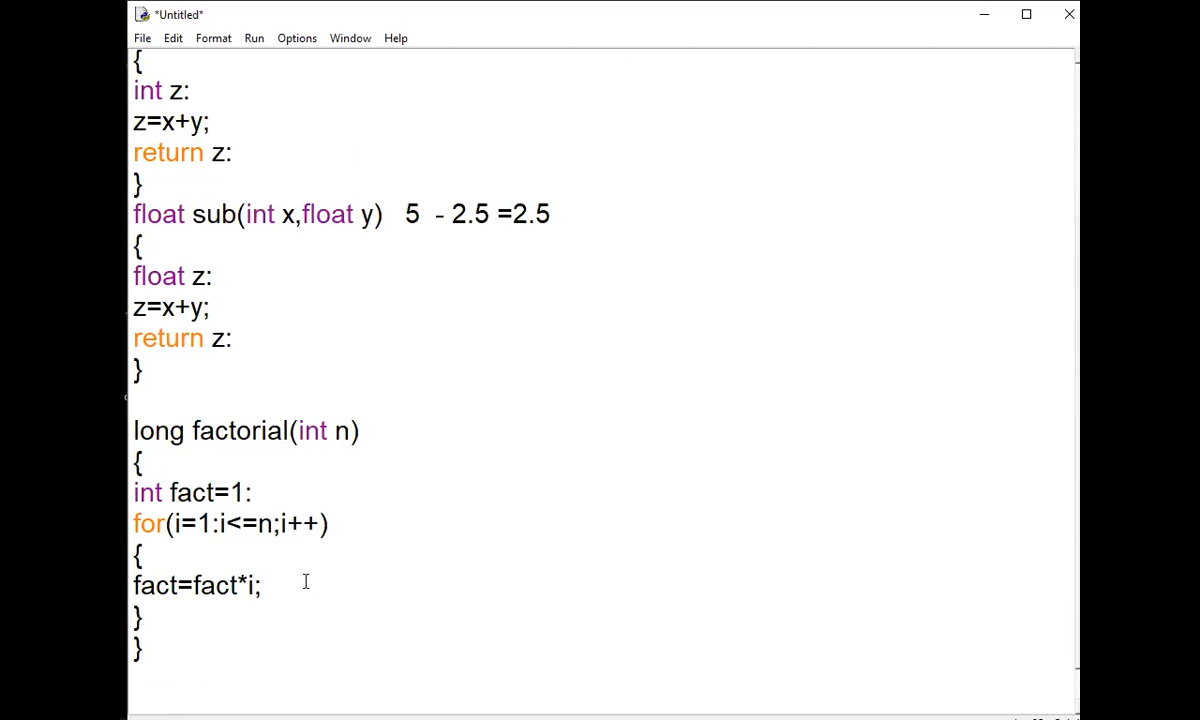 *Untitled*
File Edit Format Run Options Window Help
{
int z:
z=x+y;
return z:
}
float sub(int x,float y) 5 - 2.5 =2.5
{
float z:
z=x+y;
return z:
}
long factorial(int n)
{
int fact=1:
for(i=1:i<=n;i++)
{
fact=fact*i;
}
}